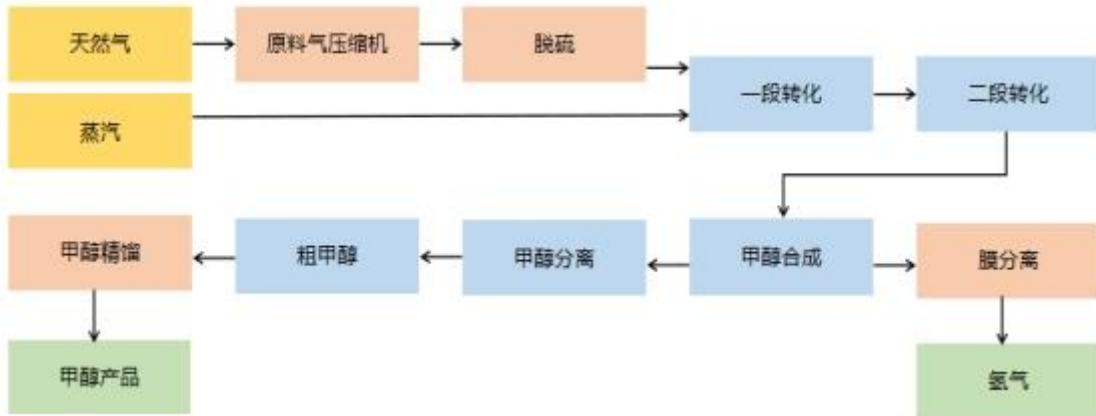 天然气
原料气压缩机
脱硫
蒸汽
一段转化
二段转化
甲醇精馏
粗甲醇
甲醇分离
甲醇合成
膜分离
甲醇产品
氢气